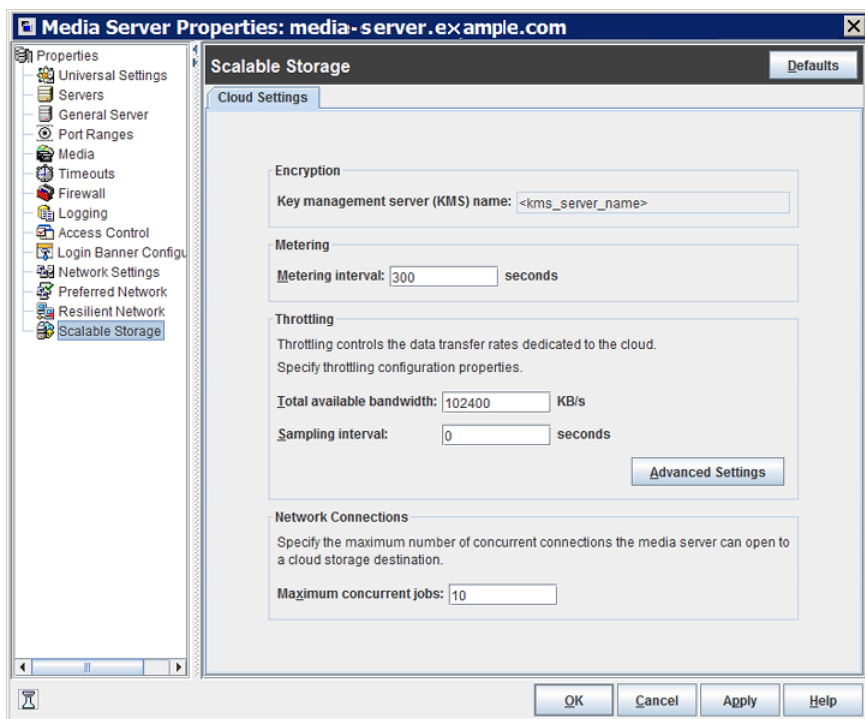 Media Server Properties: media-server.example.com
Properties
Universal Settings
Servers
General Server
Port Ranges
Media
Timeouts
Firewall
Logging
Access Control
Login Banner Configu
Network Settings
Preferred Network
Resilient Network
Scalable Storage
Scalable Storage
Defaults
Cloud Settings
Encryption
Key management server (KMS) name: <kms_server_name>
Metering
Metering interval: 300 seconds
Throttling
Throttling controls the data transfer rates dedicated to the cloud.
Specify throttling configuration properties.
Total available bandwidth: 102400 KB/s
Sampling interval: 0 seconds
Advanced Settings
Network Connections
Specify the maximum number of concurrent connections the media server can open to
a cloud storage destination.
Maximum concurrent jobs: 10
OK Cancel Apply Help